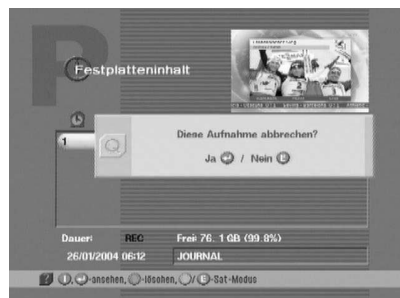 Festplatteninhalt
1
Diese Aufnahme abbrechen?
Ja / Nein
Dauer: REC Frei: 76. 1 GB (99.8%)
26/01/2004 06:12 JOURNAL
-ansehen, -löschen, / -Sat-Modus